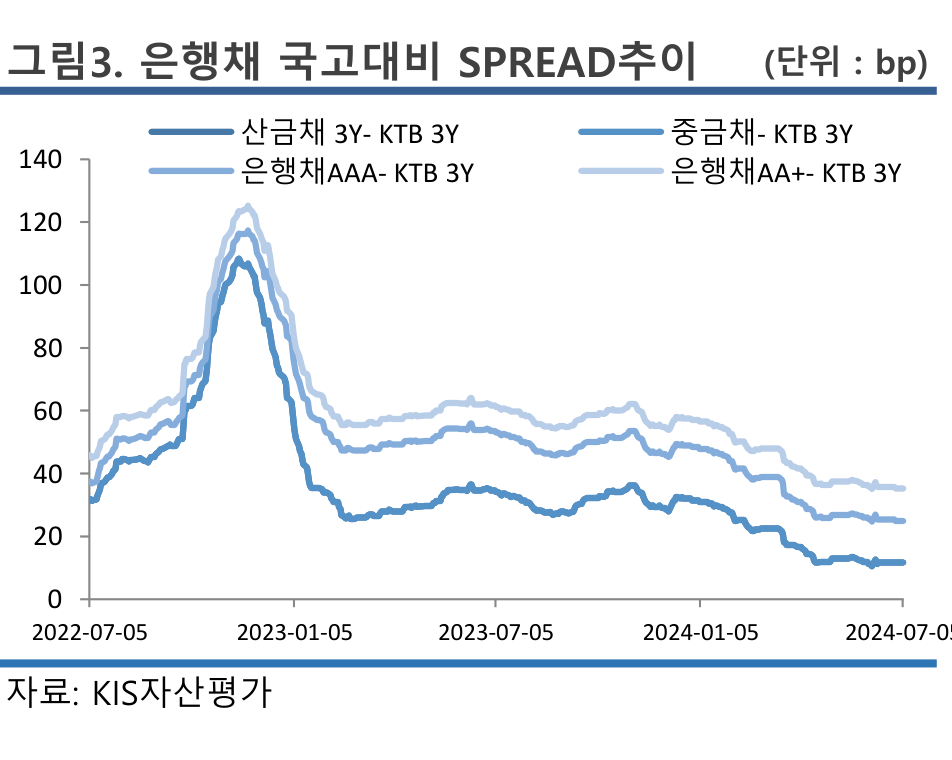 그림3. 은행채 국고대비 SPREAD추이 (단위 : bp)
산금채 3Y- KTB 3Y 중금채- KTB 3Y
은행채AAA- KTB 3Y 은행채AA+- KTB 3Y
140
120
100
80
60
40
20
0
2022-07-05 2023-01-05 2023-07-05 2024-01-05 2024-07-05
자료: KIS자산평가